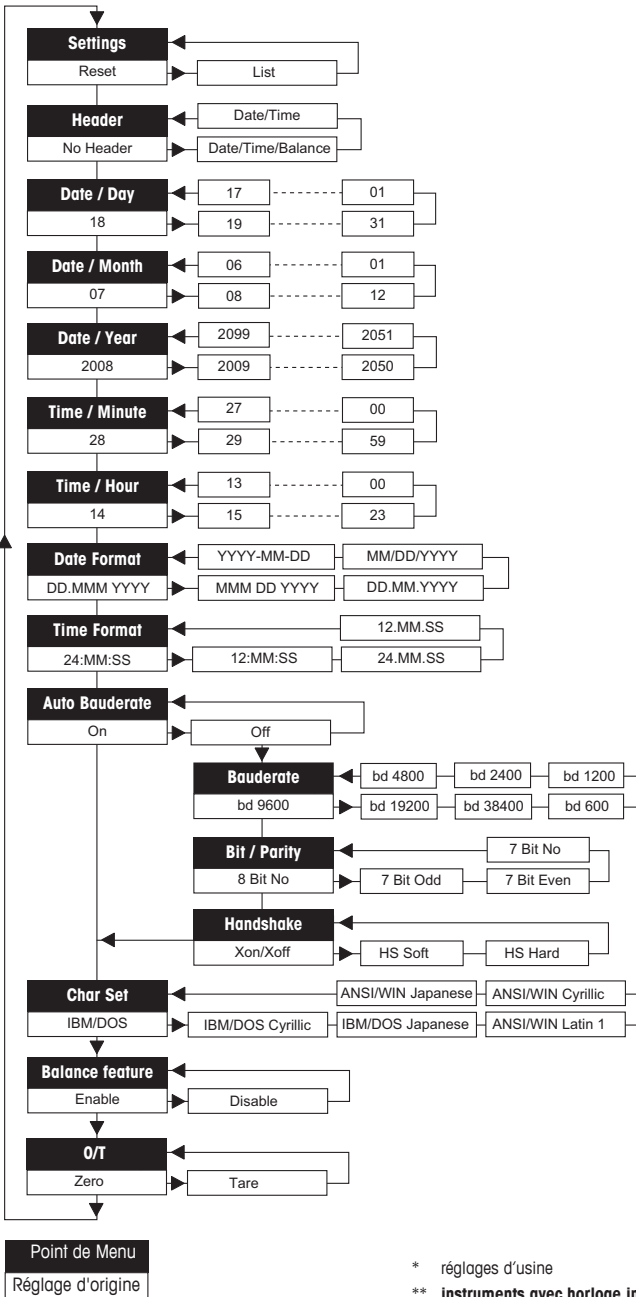 Settings
Reset List
Header Date/Time
No Header Date/Time/Balance
Date / Day 17 01
18 19 31
Date / Month 06 01
07 08 12
Date / Year 2099 2051
2008 2009 2050
Time / Minute 27 00
28 29 59
Time / Hour 13 00
14 15 23
Date Format YYYY-MM-DD MM/DD/YYYY
DD.MMM YYYY MMM DD YYYY DD.MM.YYYY
Time Format 12.MM.SS
24:MM:SS 12:MM:SS 24.MM.SS
Auto Bauderate
On Off
Bauderate bd 4800 bd 2400 bd 1200
bd 9600 bd 19200 bd 38400 bd 600
Bit / Parity 7 Bit No
8 Bit No 7 Bit Odd 7 Bit Even
Handshake
Xon/Xoff HS Soft HS Hard
Char Set ANSI/WIN Japanese ANSI/WIN Cyrillic
IBM/DOS IBM/DOS Cyrillic IBM/DOS Japanese ANSI/WIN Latin 1
Balance feature
Enable Disable
O/T
Zero Tare
Point de Menu
Réglage d'origine
* réglages d'usine
** instruments avec horloge in